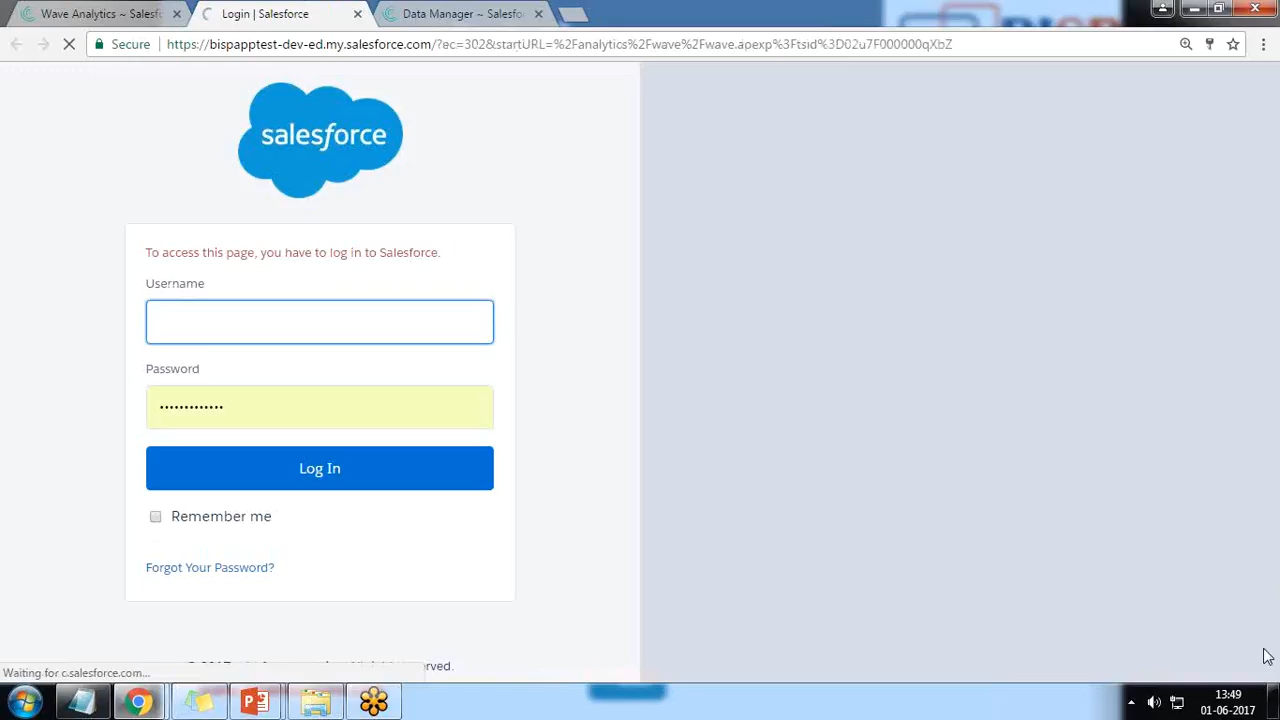 Wave Analytics ~ Salesfo
Login | Salesforce
Data Manager ~ Salesfo
Secure
https://bispapptest-dev-ed.my.salesforce.com/?ec=302&startURL=%2Fanalytics%2Fwave%2Fwave.apexp%3Ftsid%3D02u7F000000qXbZ
salesforce
To access this page, you have to log in to Salesforce.
Username
Password
Log In
Remember me
Forgot Your Password?
Waiting for c.salesforce.com...
erved.
13:49
01-06-2017